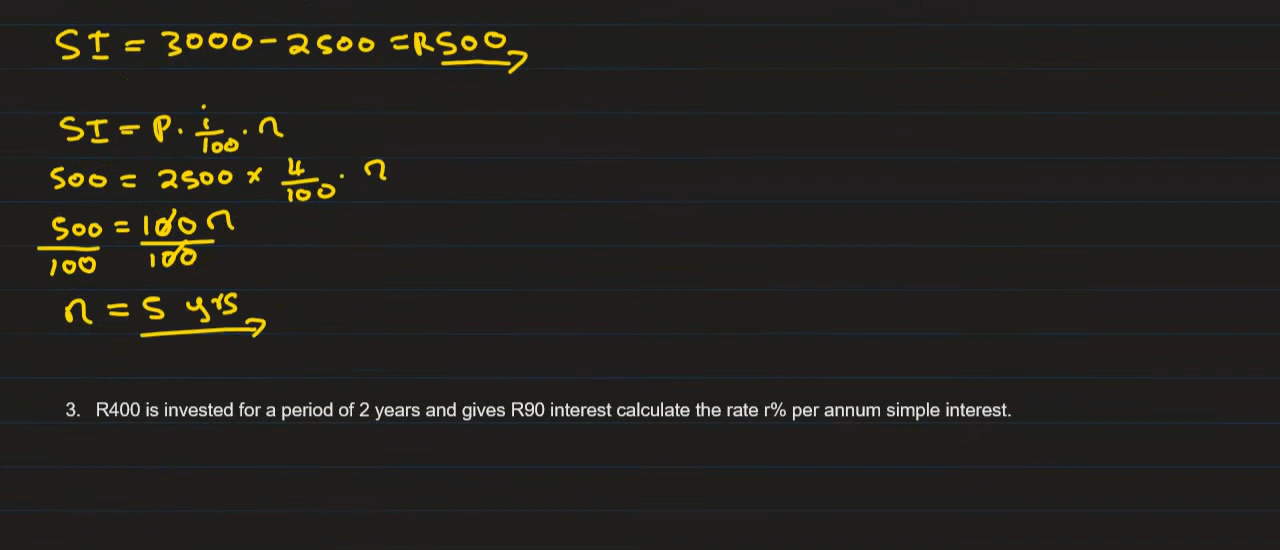 SI = 3000 - 2500 = R500
SI = P · i/100 · n
500 = 2500 × 4/100 · n
500/100 = 100n/100
n = 5 yrs
3. R400 is invested for a period of 2 years and gives R90 interest calculate the rate r% per annum simple interest.